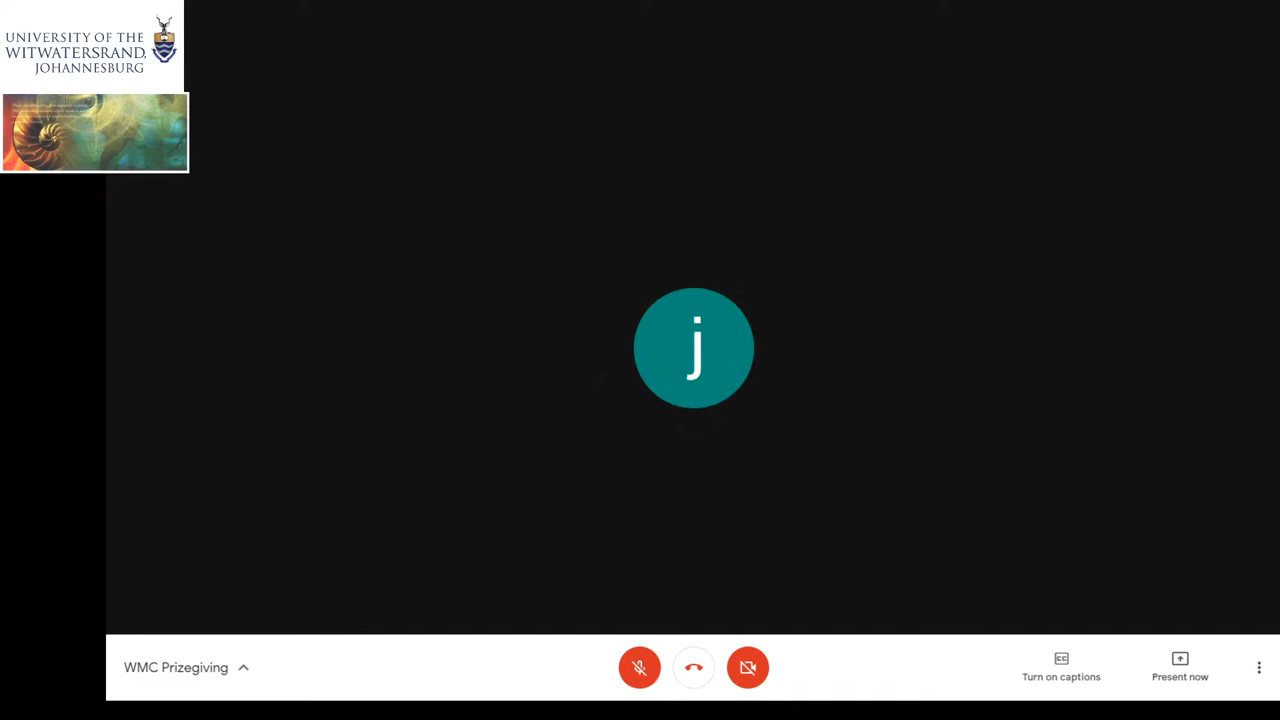 UNIVERSITY OF THE
WITWATERSRAND,
JOHANNESBURG
j
WMC Prizegiving
Turn on captions
Present now